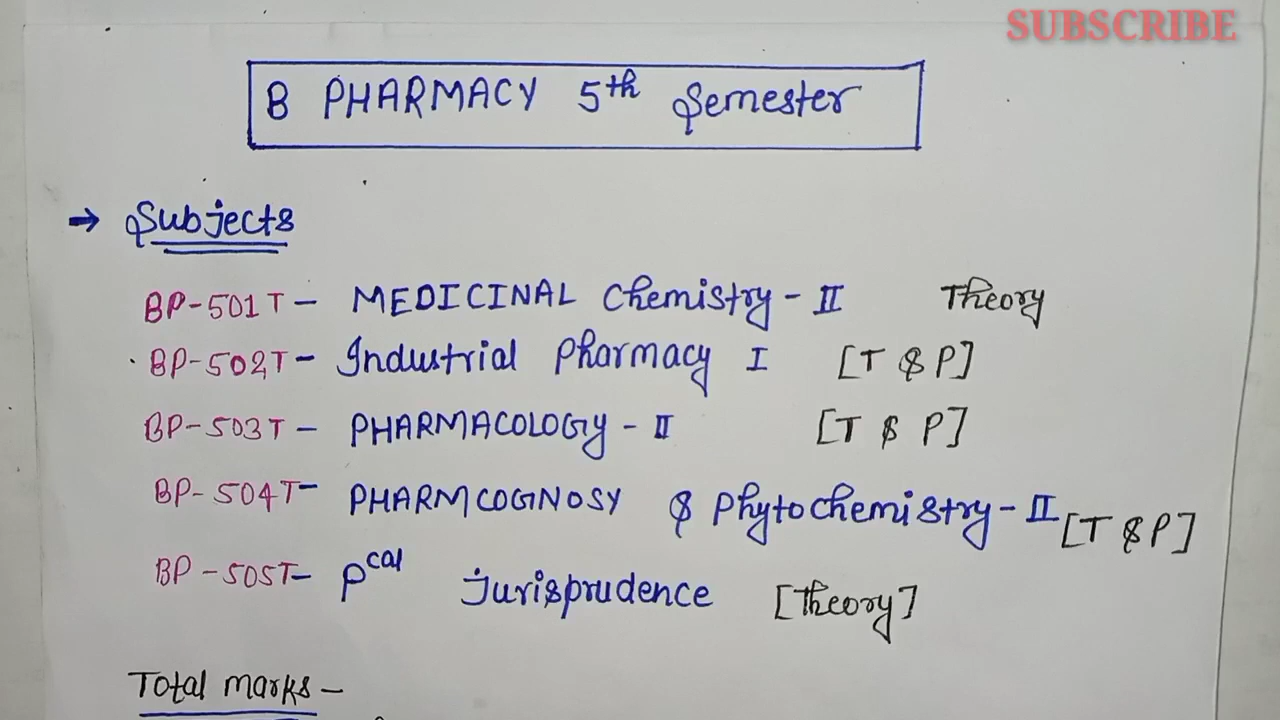 SUBSCRIBE
B PHARMACY 5th Semester
→ Subjects
BP-501T - MEDICINAL Chemistry - II Theory
BP-502T - Industrial Pharmacy I [T & P]
BP-503T - PHARMACOLOGY - II [T & P]
BP-504T - PHARMCOGNOSY & Phytochemistry - II [T & P]
BP-505T - Pcal Jurisprudence [Theory]
Total marks -